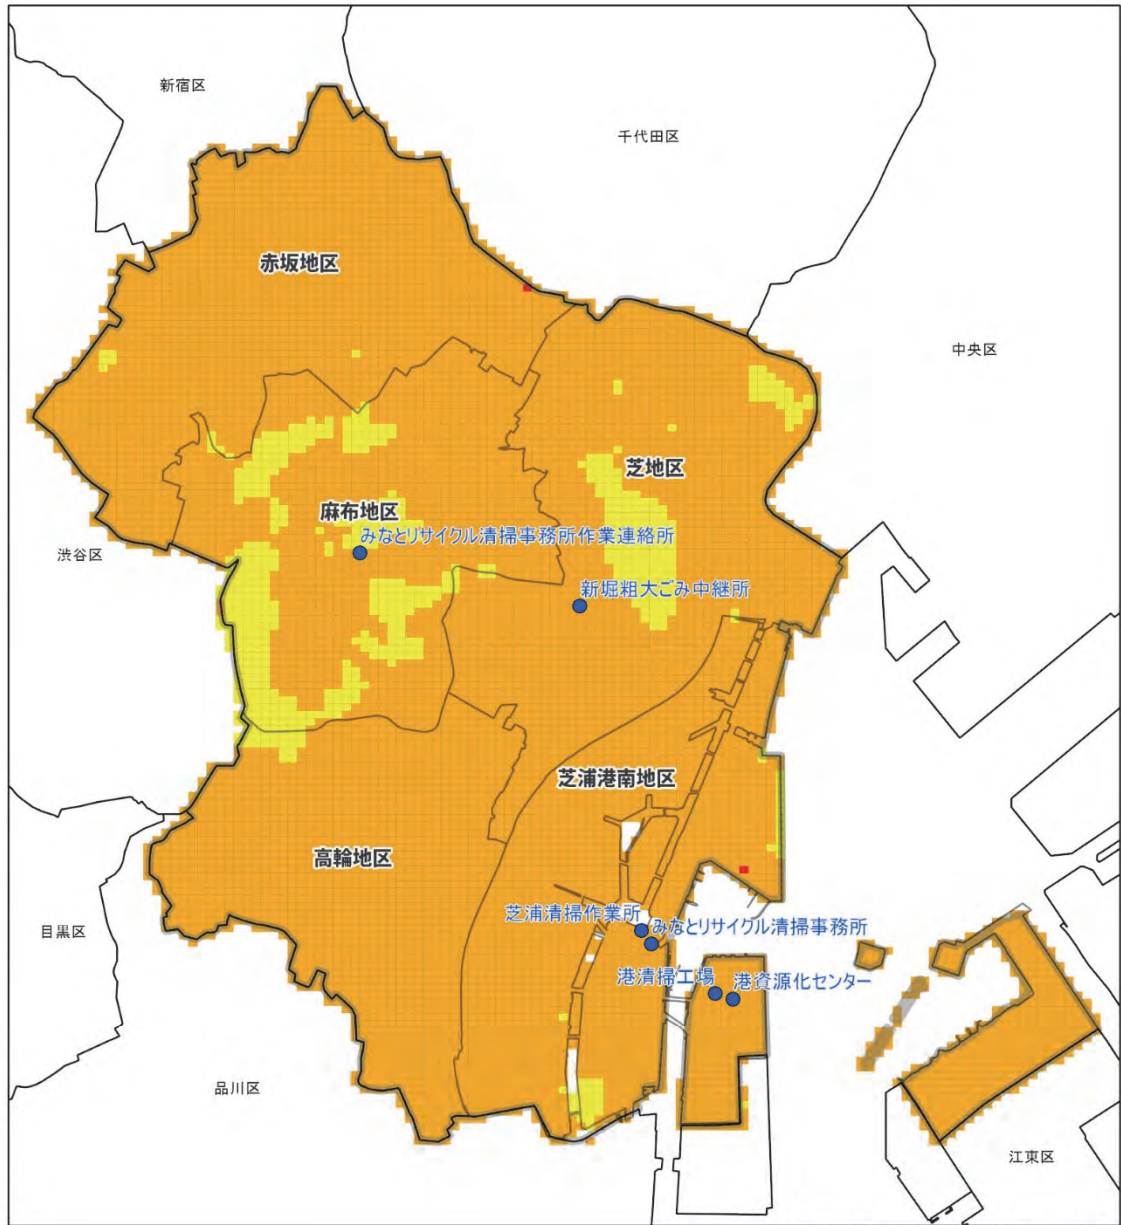 新宿区
千代田区
赤坂地区
中央区
芝地区
麻布地区
みなとリサイクル清掃事務所作業連絡所
渋谷区
新堀粗大ごみ中継所
芝浦港南地区
高輪地区
芝浦清掃作業所
みなとリサイクル清掃事務所
目黒区
港清掃工場
港資源化センター
品川区
江東区